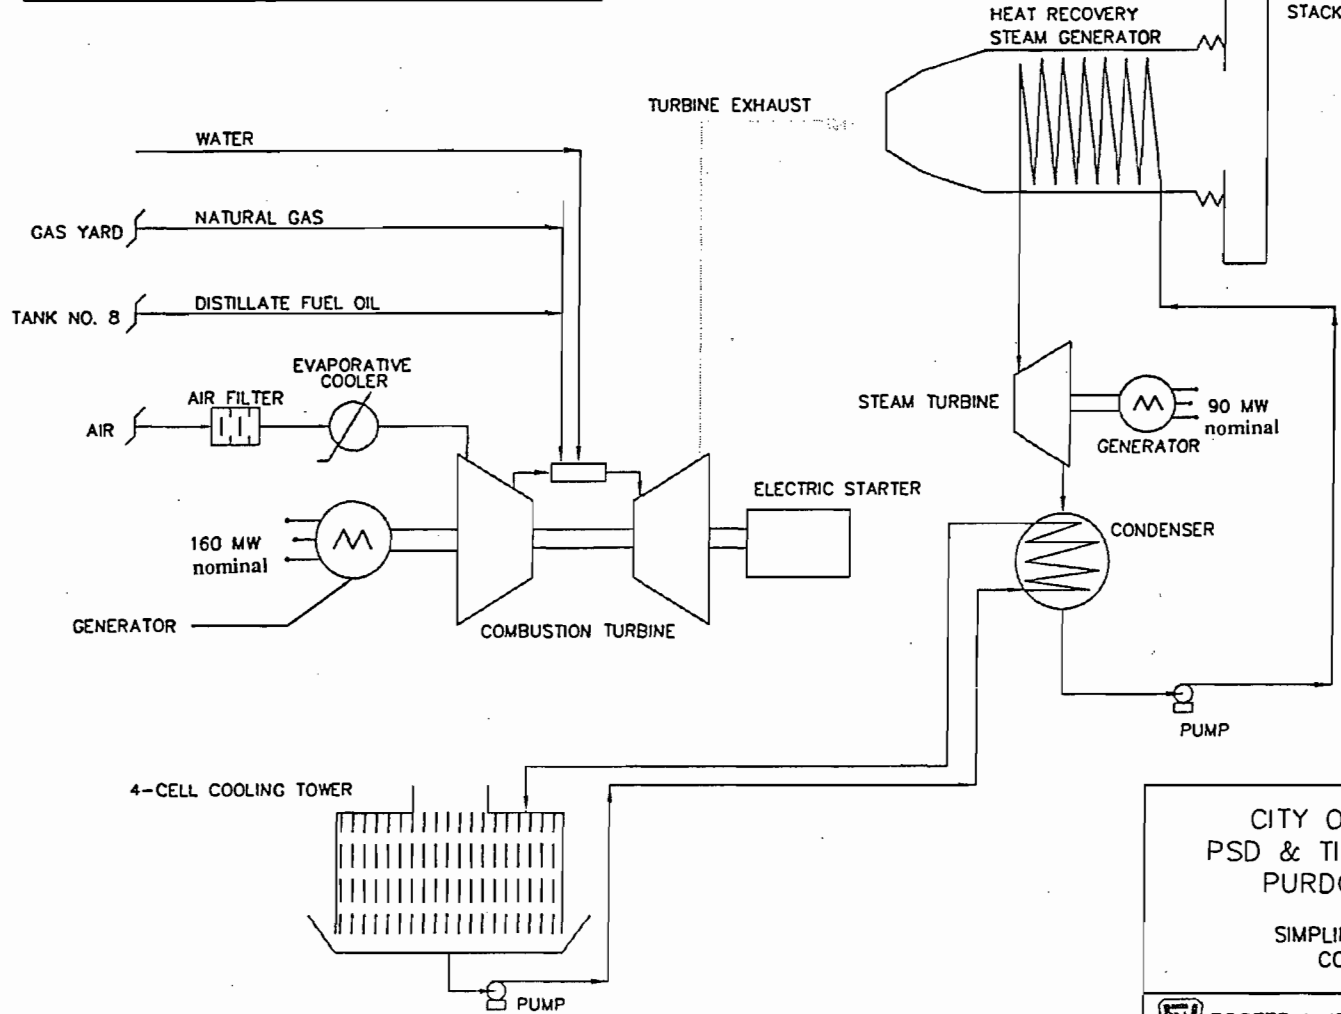 HEAT RECOVERY
STEAM GENERATOR
STACK
TURBINE EXHAUST
WATER
NATURAL GAS
GAS YARD
DISTILLATE FUEL OIL
TANK NO. 8
EVAPORATIVE
COOLER
AIR FILTER
AIR
STEAM TURBINE
90 MW
nominal
GENERATOR
ELECTRIC STARTER
160 MW
nominal
CONDENSER
GENERATOR
COMBUSTION TURBINE
PUMP
4-CELL COOLING TOWER
CITY O
PSD & TI
PURDO
SIMPLI
CO
PUMP